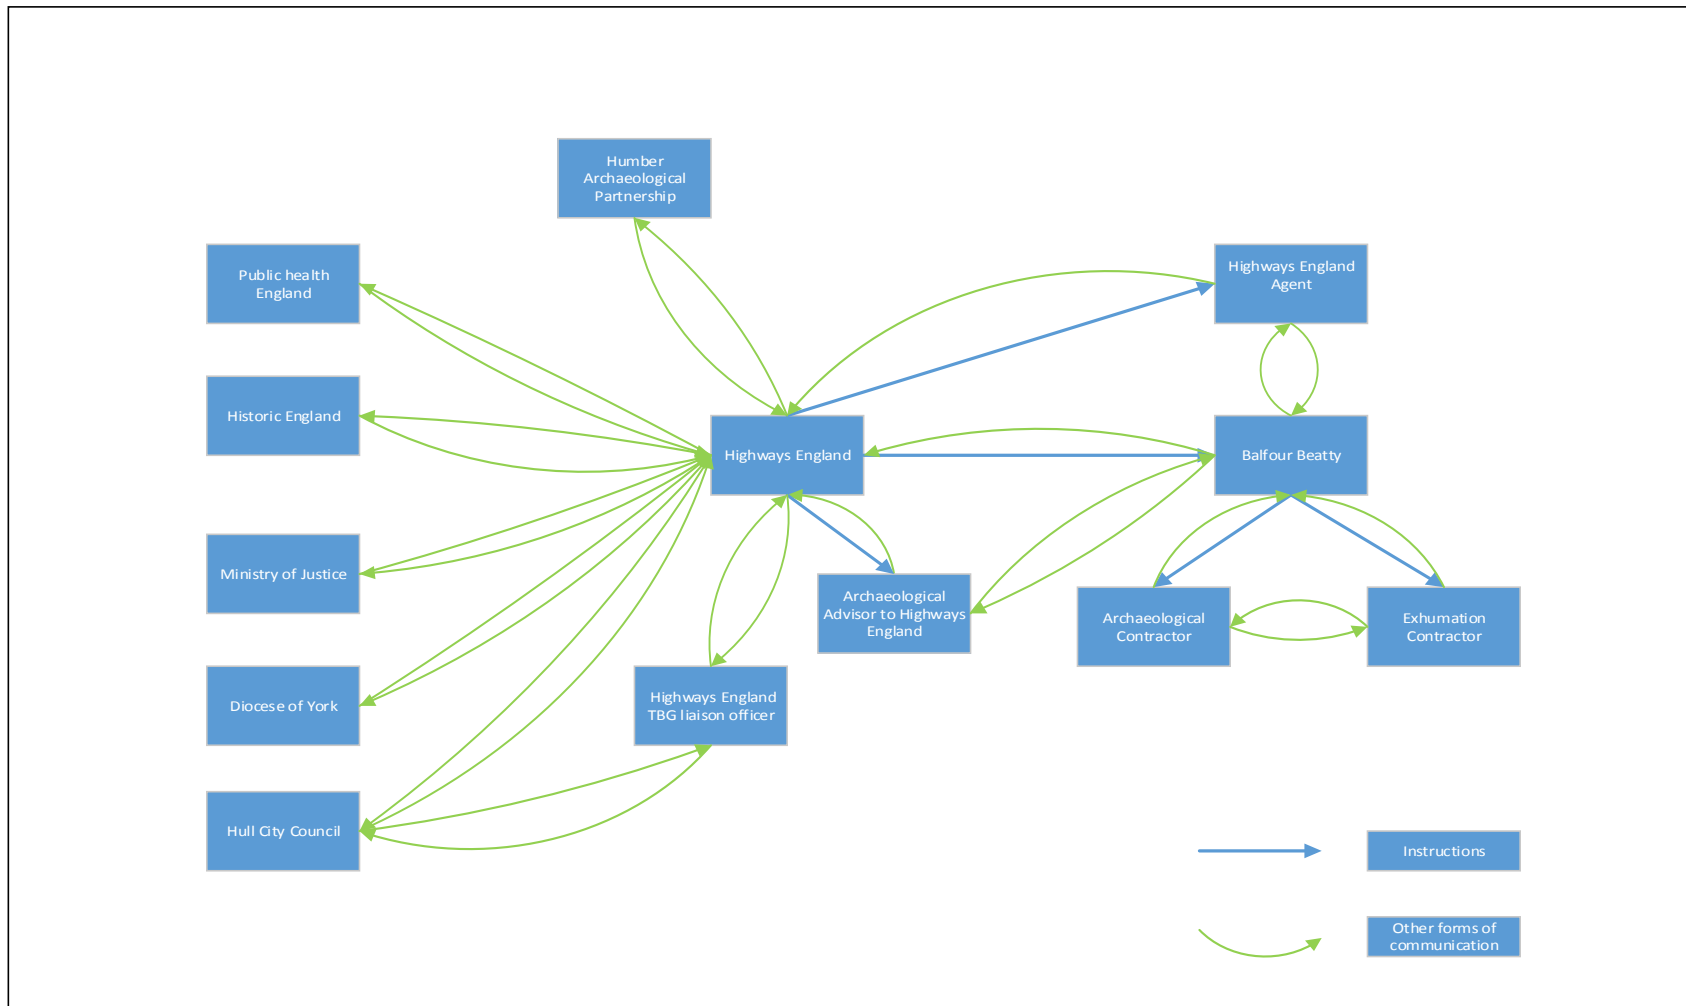 Humber
Archaeological
Partnership
Public health
England
Highways England
Agent
Historic England
Highways England
Balfour Beatty
Ministry of Justice
Archaeological
Advisor to Highways
England
Archaeological
Contractor
Exhumation
Contractor
Diocese of York
Highways England
TBG liaison officer
Hull City Council
Instructions
Other forms of
communication